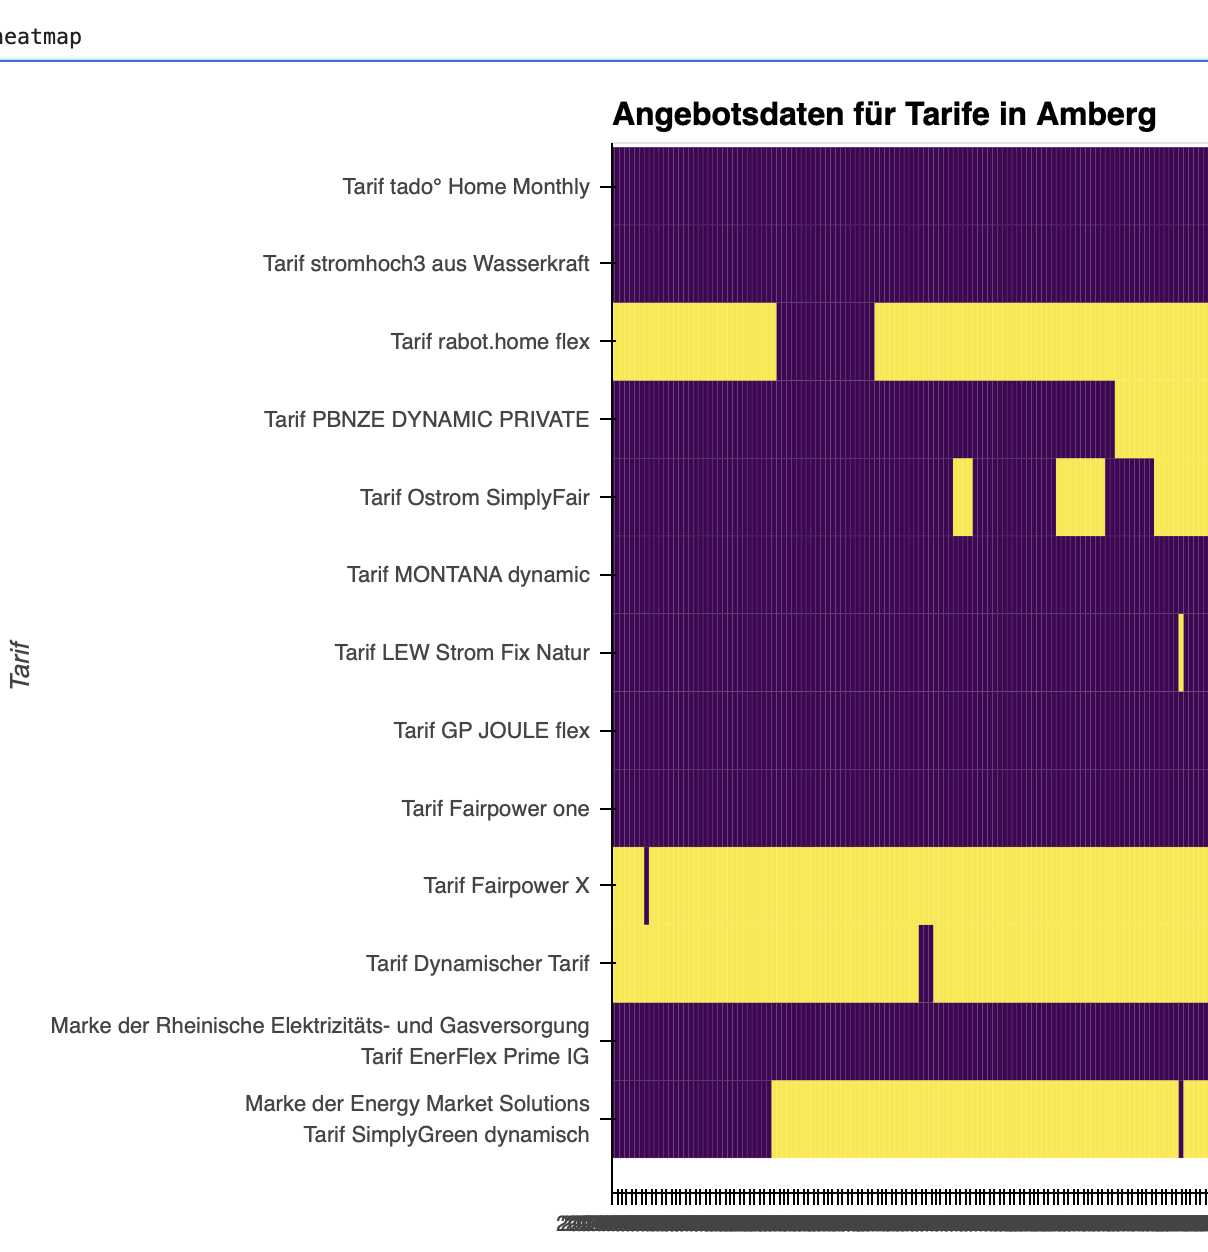 heatmap
Angebotsdaten für Tarife in Amberg
Tarif tado° Home Monthly
Tarif stromhoch3 aus Wasserkraft
Tarif rabot.home flex
Tarif PBNZE DYNAMIC PRIVATE
Tarif Ostrom SimplyFair
Tarif MONTANA dynamic
Tarif
Tarif LEW Strom Fix Natur
Tarif GP JOULE flex
Tarif Fairpower one
Tarif Fairpower X
Tarif Dynamischer Tarif
Marke der Rheinische Elektrizitäts- und Gasversorgung
Tarif EnerFlex Prime IG
Marke der Energy Market Solutions
Tarif SimplyGreen dynamisch